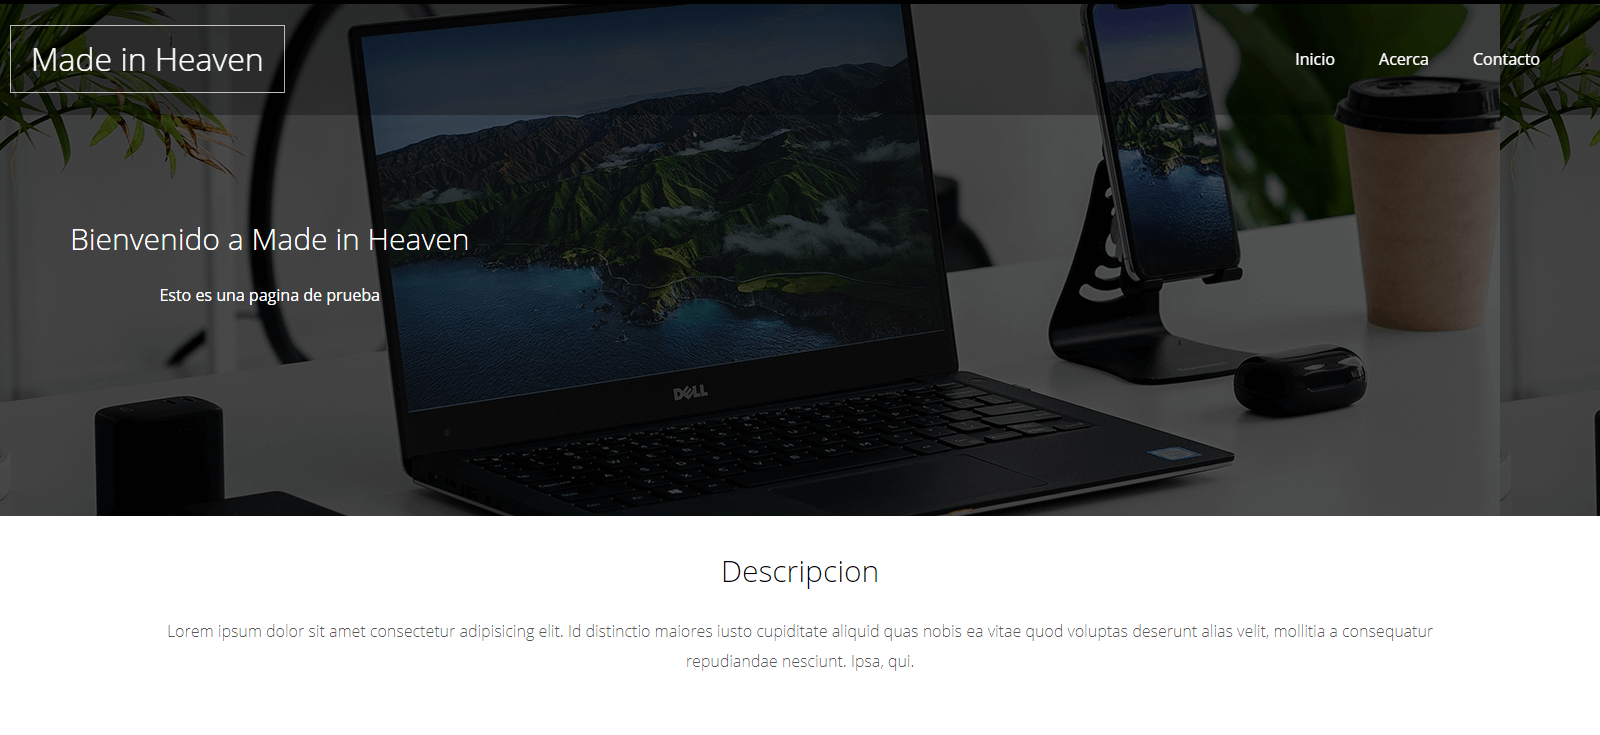 Made in Heaven
Inicio Acerca Contacto
Bienvenido a Made in Heaven
Esto es una pagina de prueba
DELL
Descripcion
Lorem ipsum dolor sit amet consectetur adipisicing elit. Id distinctio maiores iusto cupiditate aliquid quas nobis ea vitae quod voluptas deserunt alias velit, mollitia a consequatur
repudiandae nesciunt. Ipsa, qui.